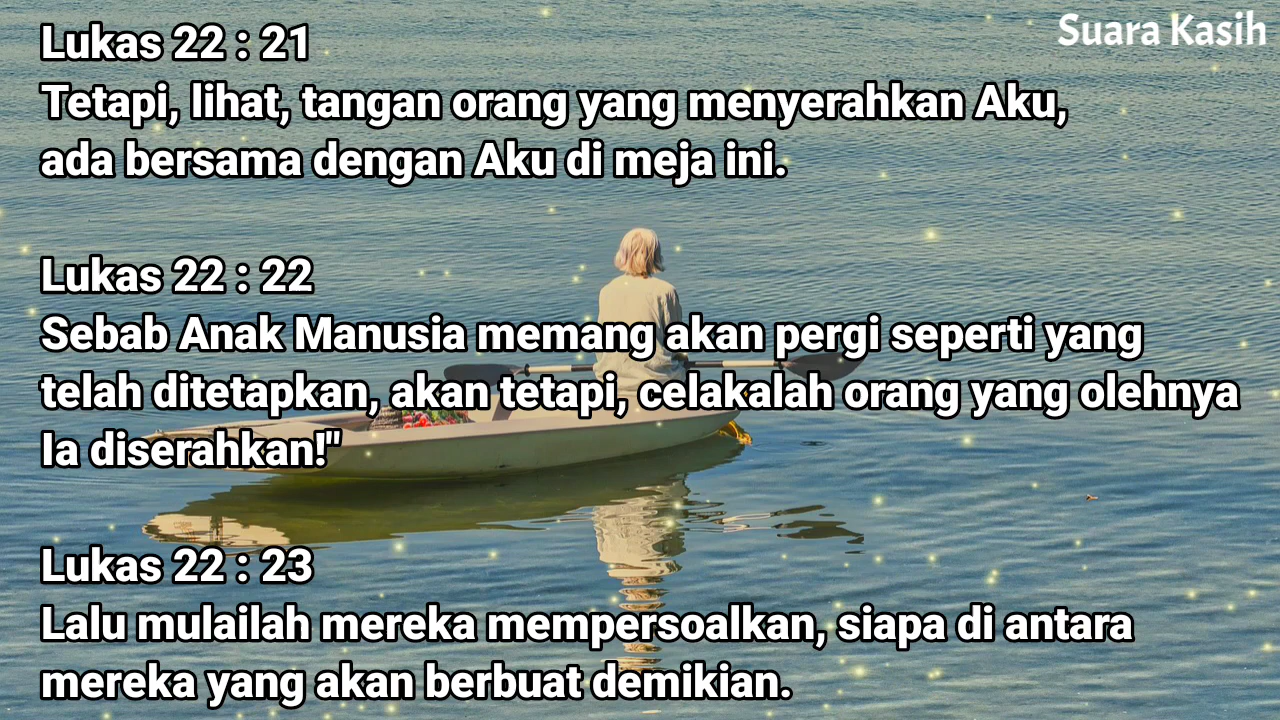 Lukas 22 : 21
Suara Kasih
Tetapi, lihat, tangan orang yang menyerahkan Aku,
ada bersama dengan Aku di meja ini.
Lukas 22 : 22
Sebab Anak Manusia memang akan pergi seperti yang
telah ditetapkan, akan tetapi, celakalah orang yang olehnya
Ia diserahkan!"
Lukas 22 : 23
Lalu mulailah mereka mempersoalkan, siapa di antara
mereka yang akan berbuat demikian.